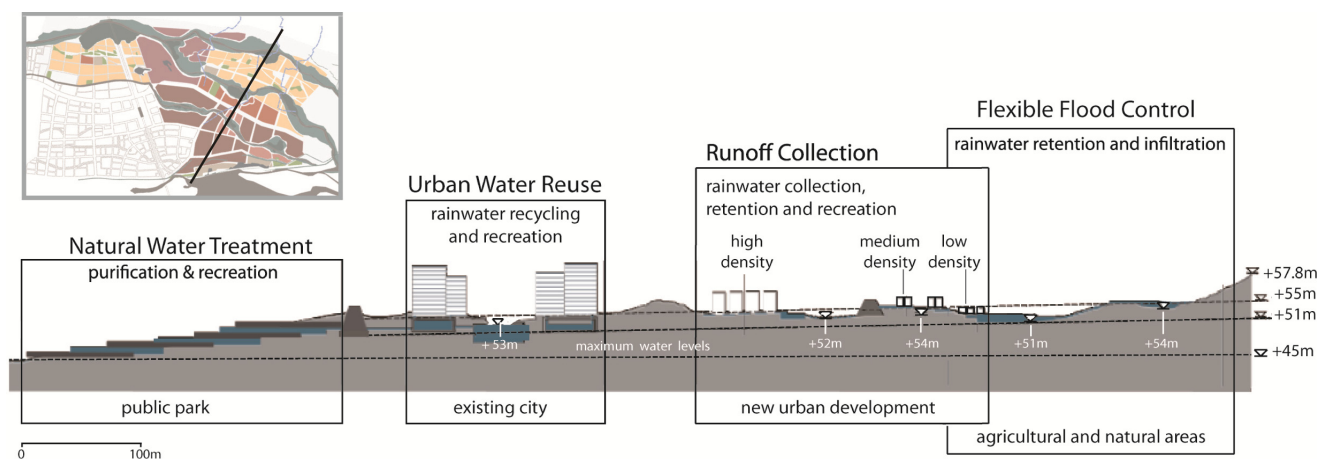 Flexible Flood Control
rainwater retention and infiltration
Runoff Collection
rainwater collection,
retention and recreation
high
density
medium
density
low
density
Urban Water Reuse
rainwater recycling
and recreation
Natural Water Treatment
purification & recreation
+57.8m
+55m
+51m
+45m
+ 53m
maximum water levels
+52m
+54m
+51m
+54m
public park
existing city
new urban development
agricultural and natural areas
0
100m